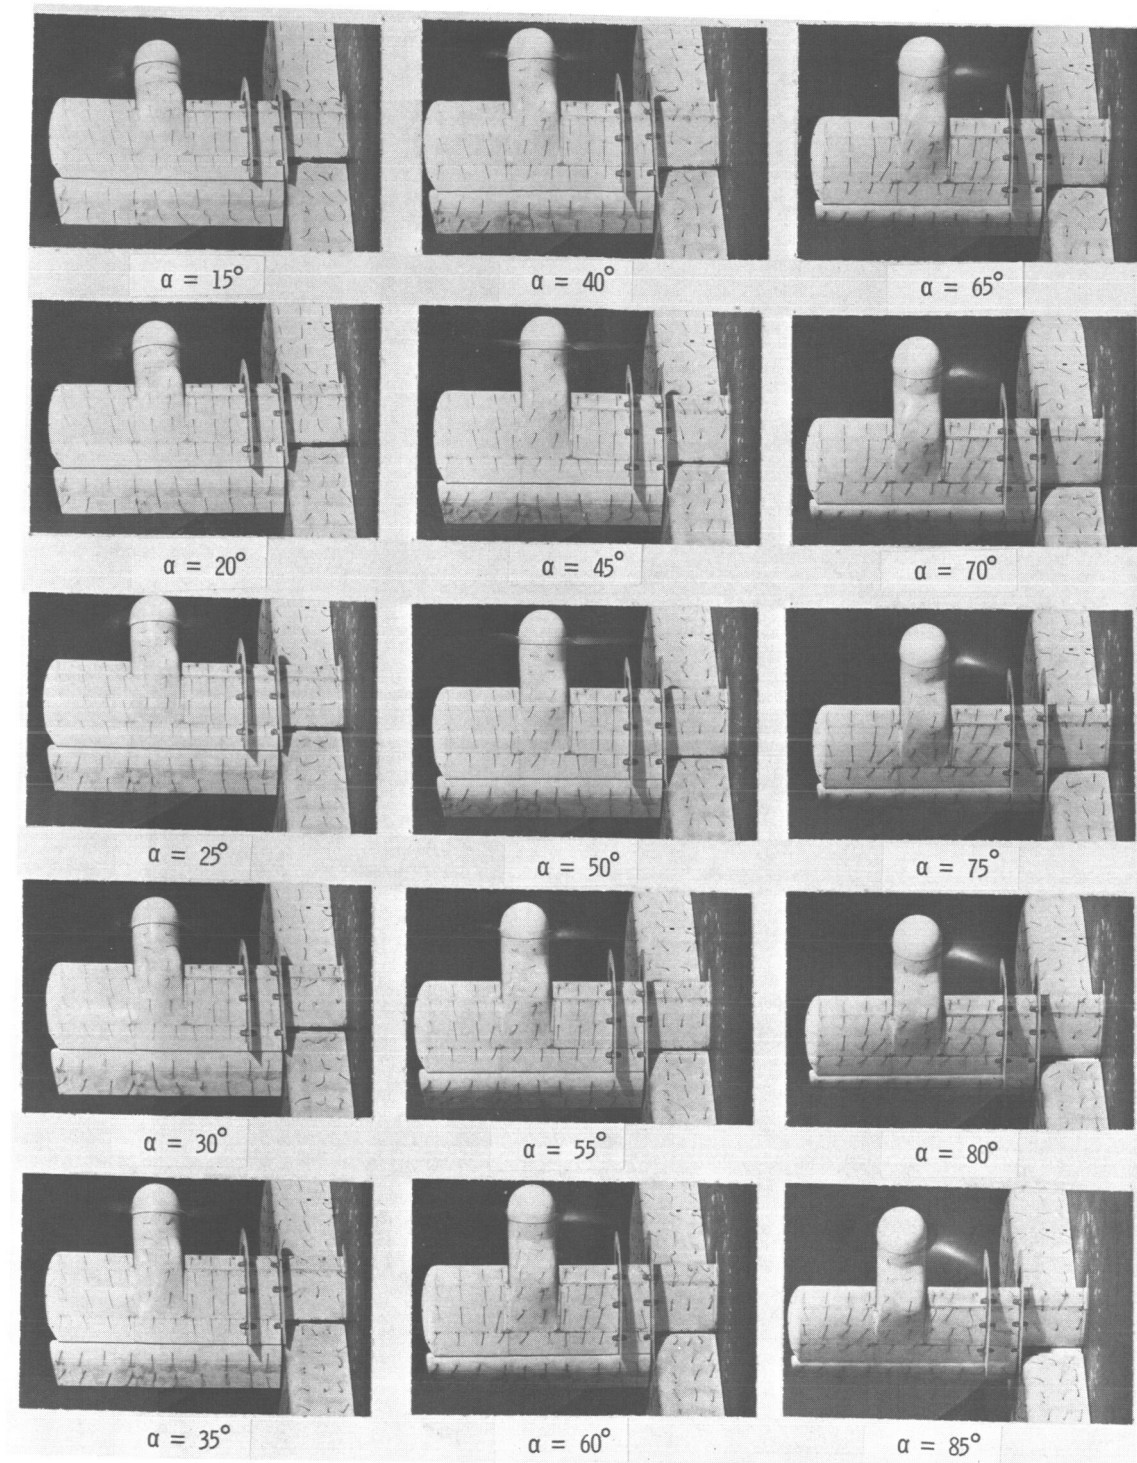 α = 15°
α = 40°
α = 65°
α = 20°
α = 45°
α = 70°
α = 25°
α = 50°
α = 75°
α = 30°
α = 55°
α = 80°
α = 35°
α = 60°
α = 85°